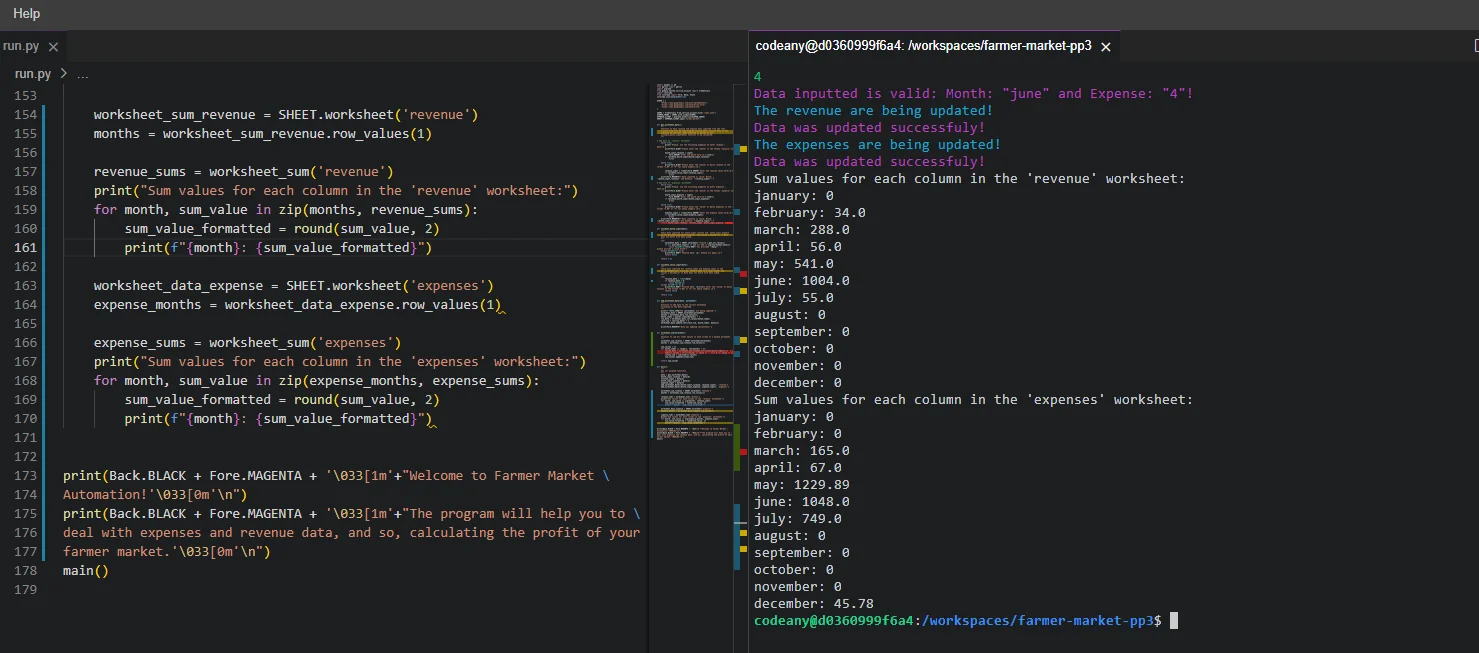 Help
run.py
run.py > ...
153
154 worksheet_sum_revenue = SHEET.worksheet('revenue')
155 months = worksheet_sum_revenue.row_values(1)
156
157 revenue_sums = worksheet_sum('revenue')
158 print("Sum values for each column in the 'revenue' worksheet:")
159 for month, sum_value in zip(months, revenue_sums):
160 sum_value_formatted = round(sum_value, 2)
161 print(f"{month}: {sum_value_formatted}")
162
163 worksheet_data_expense = SHEET.worksheet('expenses')
164 expense_months = worksheet_data_expense.row_values(1)
165
166 expense_sums = worksheet_sum('expenses')
167 print("Sum values for each column in the 'expenses' worksheet:")
168 for month, sum_value in zip(expense_months, expense_sums):
169 sum_value_formatted = round(sum_value, 2)
170 print(f"{month}: {sum_value_formatted}")
171
172
173 print(Back.BLACK + Fore.MAGENTA + '\033[1m'+"Welcome to Farmer Market \
174 Automation!'\033[0m'\n")
175 print(Back.BLACK + Fore.MAGENTA + '\033[1m'+"The program will help you to \
176 deal with expenses and revenue data, and so, calculating the profit of your
177 farmer market.'\033[0m'\n")
178 main()
179
codeany@d0360999f6a4: /workspaces/farmer-market-pp3
4
Data inputted is valid: Month: "june" and Expense: "4"!
The revenue are being updated!
Data was updated successfuly!
The expenses are being updated!
Data was updated successfuly!
Sum values for each column in the 'revenue' worksheet:
january: 0
february: 34.0
march: 288.0
april: 56.0
may: 541.0
june: 1004.0
july: 55.0
august: 0
september: 0
october: 0
november: 0
december: 0
Sum values for each column in the 'expenses' worksheet:
january: 0
february: 0
march: 165.0
april: 67.0
may: 1229.89
june: 1048.0
july: 749.0
august: 0
september: 0
october: 0
november: 0
december: 45.78
codeany@d0360999f6a4:/workspaces/farmer-market-pp3$